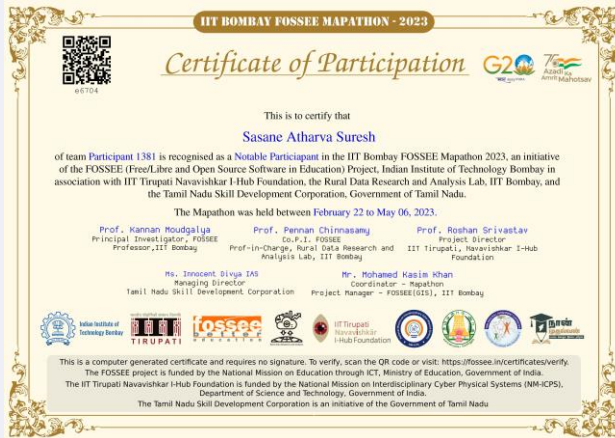 IIT BOMBAY FOSSEE MAPATHON - 2023
e6704
Certificate of Participation
G20
75
Azadi Ka
Amrit Mahotsav
This is to certify that
Sasane Atharva Suresh
of team Participant 1381 is recognised as a Notable Particiapant in the IIT Bombay FOSSEE Mapathon 2023, an initiative
of the FOSSEE (Free/Libre and Open Source Software in Education) Project, Indian Institute of Technology Bombay in
association with IIT Tirupati Navavishkar I-Hub Foundation, the Rural Data Research and Analysis Lab, IIT Bombay, and
the Tamil Nadu Skill Development Corporation, Government of Tamil Nadu.
The Mapathon was held between February 22 to May 06, 2023.
Prof. Kannan Moudgalya
Principal Investigator, FOSSEE
Professor,IIT Bombay
Prof. Pennan Chinnasamy
Co.P.I. FOSSEE
Prof-in-Charge, Rural Data Research and
Analysis Lab, IIT Bombay
Prof. Roshan Srivastav
Project Director
IIT Tirupati, Navavishkar I-Hub
Foundation
Ms. Innocent Divya IAS
Managing Director
Tamil Nadu Skill Development Corporation
Mr. Mohamed Kasim Khan
Coordinator - Mapathon
Project Manager - FOSSEE(GIS), IIT Bombay
Indian Institute of
Technology Bombay
TIRUPATI
fossee
education
IITTirupati
Navavishkar
I-Hub Foundation
நான்
முதல்வன்
This is a computer generated certificate and requires no signature. To verify, scan the QR code or visit: https://fossee.in/certificates/verify.
The FOSSEE project is funded by the National Mission on Education through ICT, Ministry of Education, Government of India.
The IIT Tirupati Navavishkar I-Hub Foundation is funded by the National Mission on Interdisciplinary Cyber Physical Systems (NM-ICPS),
Department of Science and Technology, Government of India.
The Tamil Nadu Skill Development Corporation is an initiative of the Government of Tamil Nadu